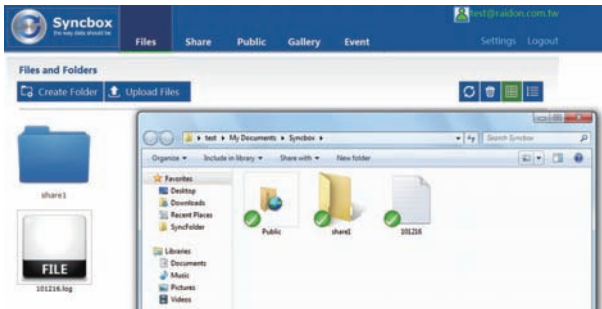 Syncbox
the way data should be
test@raidon.com.tw
Files Share Public Gallery Event Settings Logout
Files and Folders
Create Folder Upload Files
share1
FILE
101216.log
test My Documents Syncbox Search Syncbox
Organize Include in library Share with New folder
Favorites
Desktop
Downloads
Recent Places
SyncFolder
Libraries
Documents
Music
Pictures
Videos
Public share1 101216